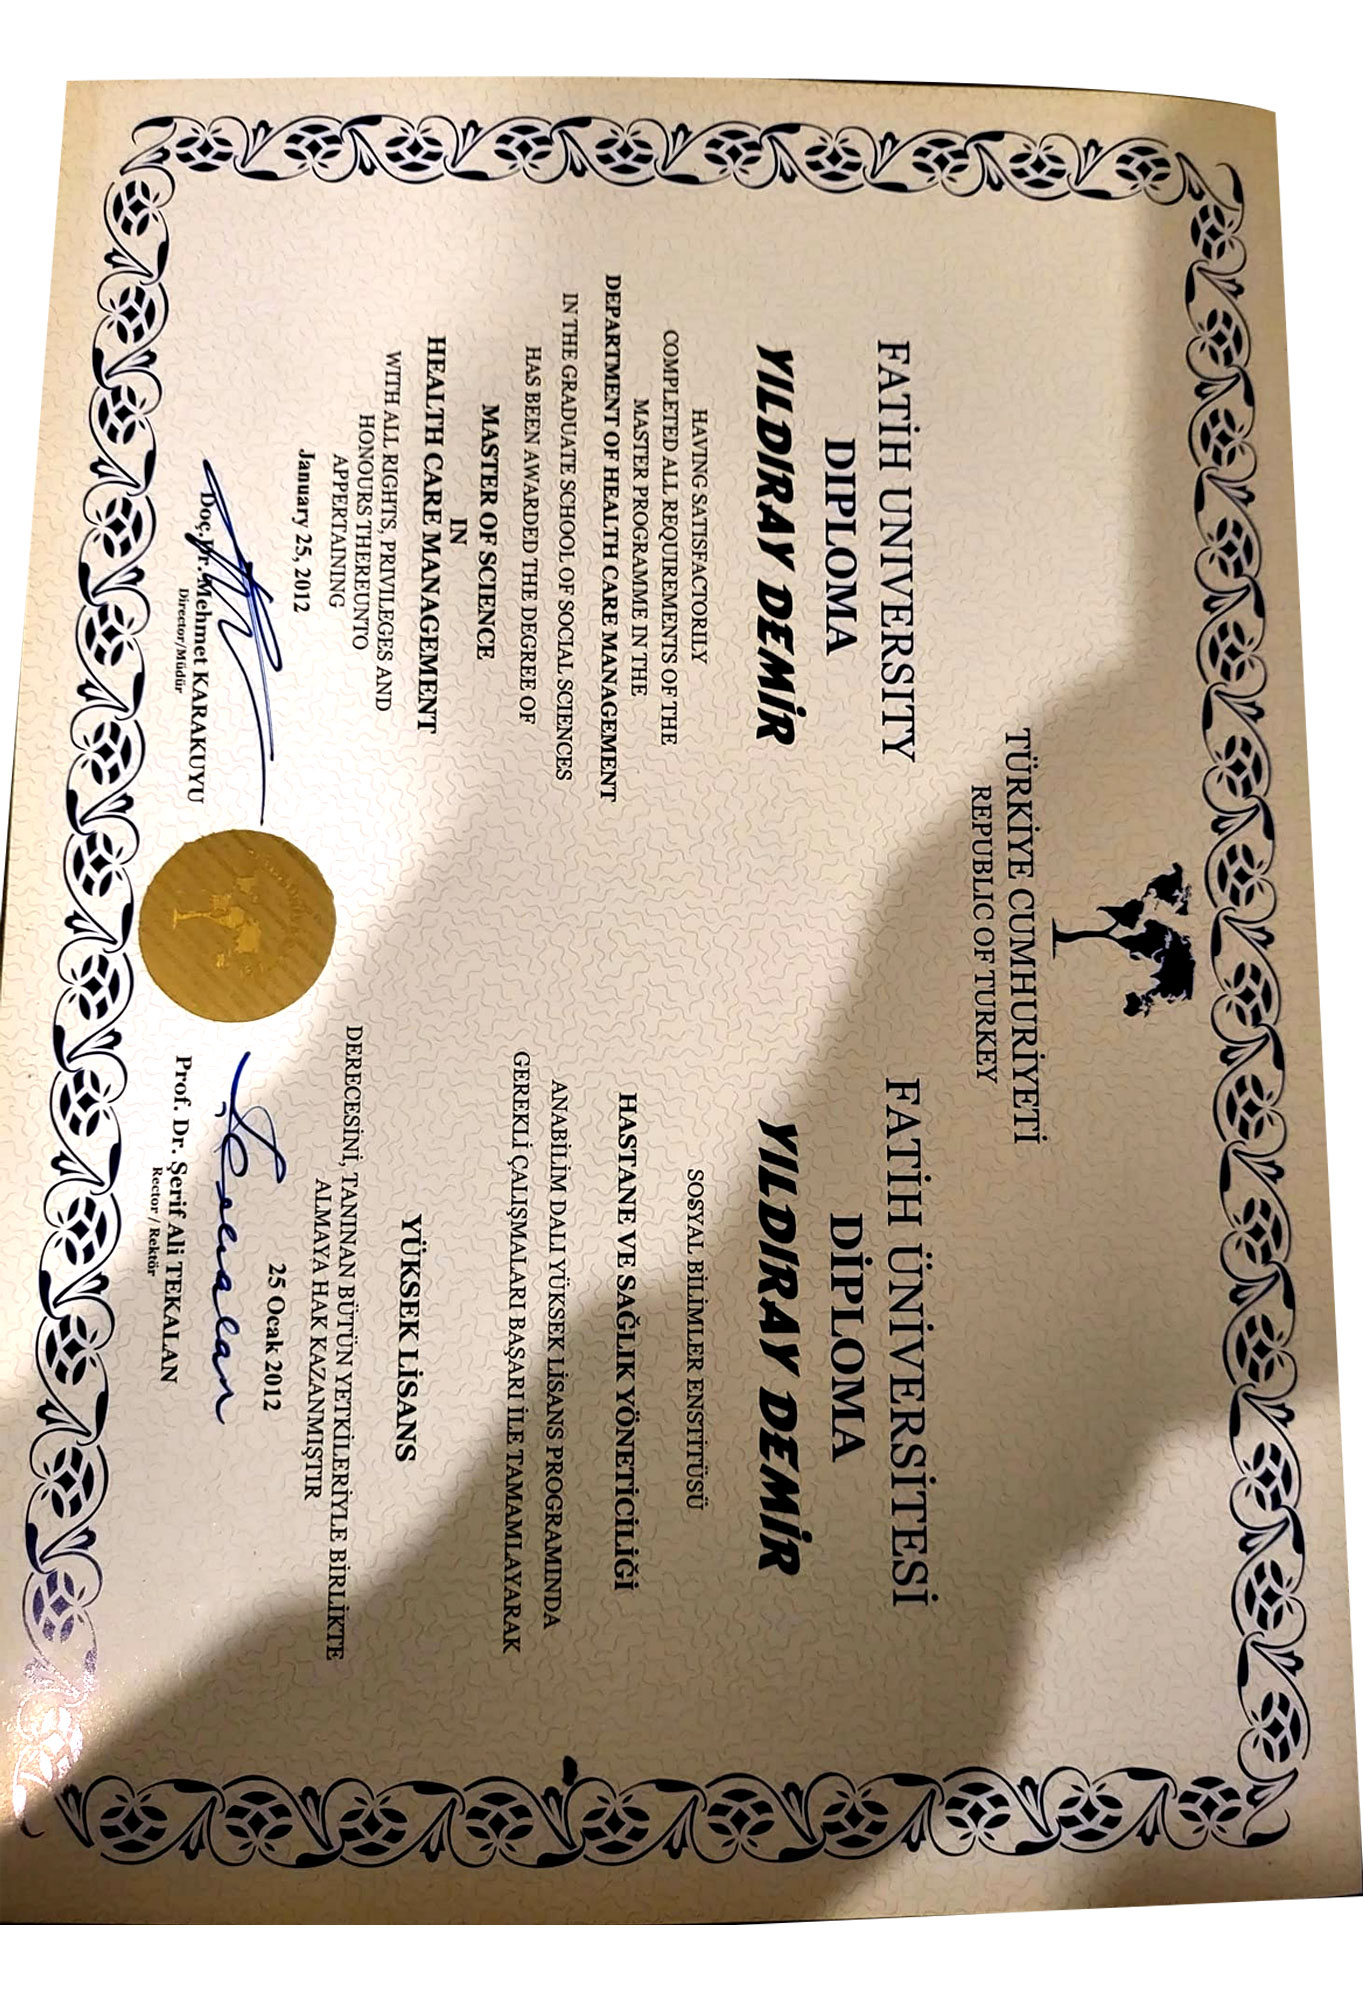 TÜRKİYE CUMHURİYETİ
REPUBLIC OF TURKEY
FATİH UNIVERSITY
DIPLOMA
YILDIRAY DEMİR
HAVING SATISFACTORILY
COMPLETED ALL REQUIREMENTS OF THE
MASTER PROGRAMME IN THE
DEPARTMENT OF HEALTH CARE MANAGEMENT
IN THE GRADUATE SCHOOL OF SOCIAL SCIENCES
HAS BEEN AWARDED THE DEGREE OF
MASTER OF SCIENCE
IN
HEALTH CARE MANAGEMENT
WITH ALL RIGHTS, PRIVILEGES AND
HONOURS THEREUNTO
APPERTAINING
January 25, 2012
Doç.Dr. Mehmet KARAKUYU
Director/Müdür
FATİH ÜNİVERSİTESİ
DİPLOMA
YILDIRAY DEMİR
SOSYAL BİLİMLER ENSTİTÜSÜ
HASTANE VE SAĞLIK YÖNETİCİLİĞİ
ANABİLİM DALI YÜKSEK LİSANS PROGRAMINDA
GEREKLİ ÇALIŞMALARI BAŞARI İLE TAMAMLAYARAK
YÜKSEK LİSANS
DERECESİNİ, TANINAN BÜTÜN YETKİLERİYLE BİRLİKTE
ALMAYA HAK KAZANMIŞTIR
25 Ocak 2012
Prof. Dr. Şerif Ali TEKALAN
Rector / Rektör